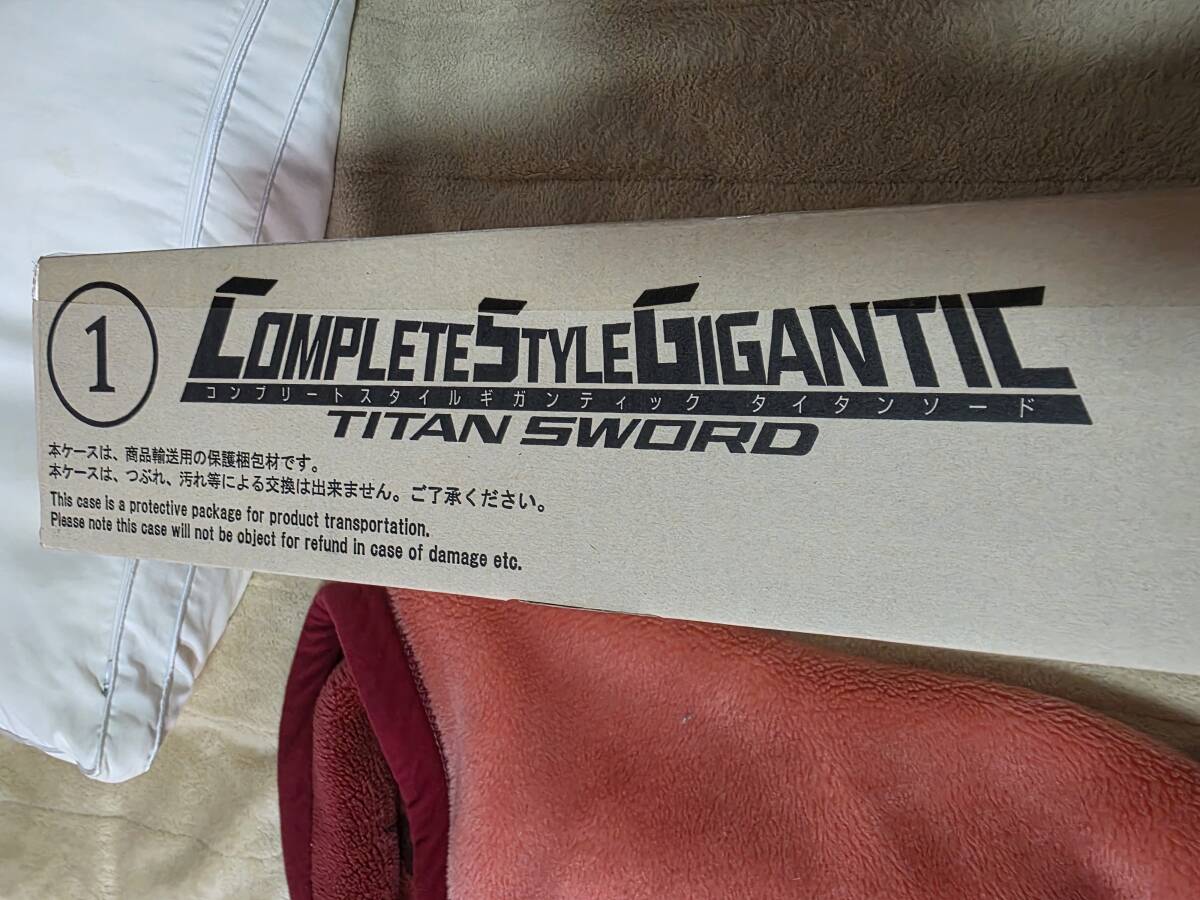 1
COMPLETE STYLE GIGANTIC
コンプリートスタイルギガンティック タイタンソード
TITAN SWORD
本ケースは、商品輸送用の保護梱包材です。
本ケースは、つぶれ、汚れ等による交換は出来ません。ご了承ください。
This case is a protective package for product transportation.
Please note this case will not be object for refund in case of damage etc.